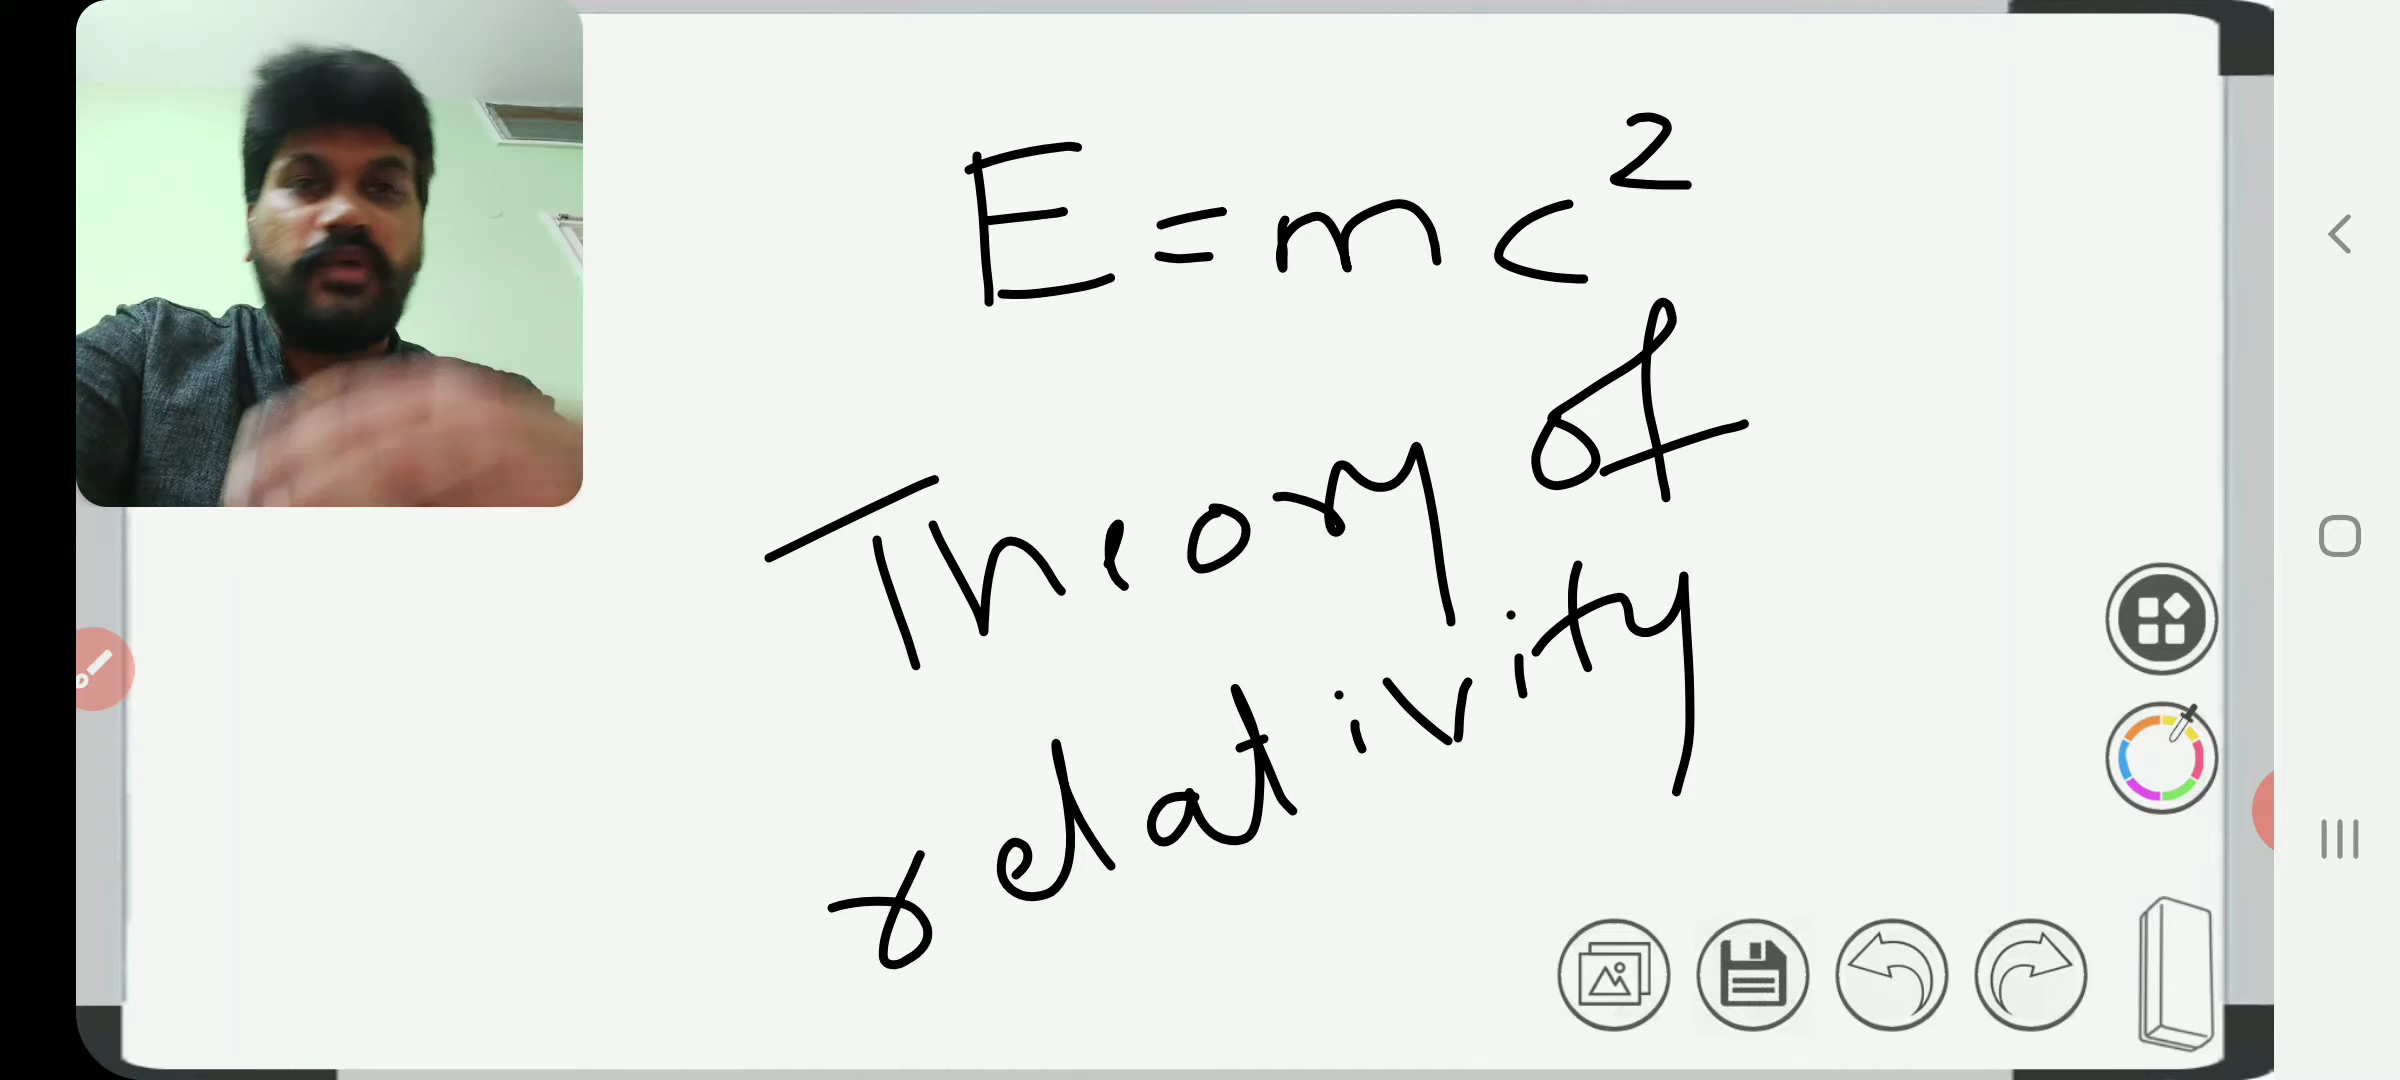 E = mc²
Theory of
relativity